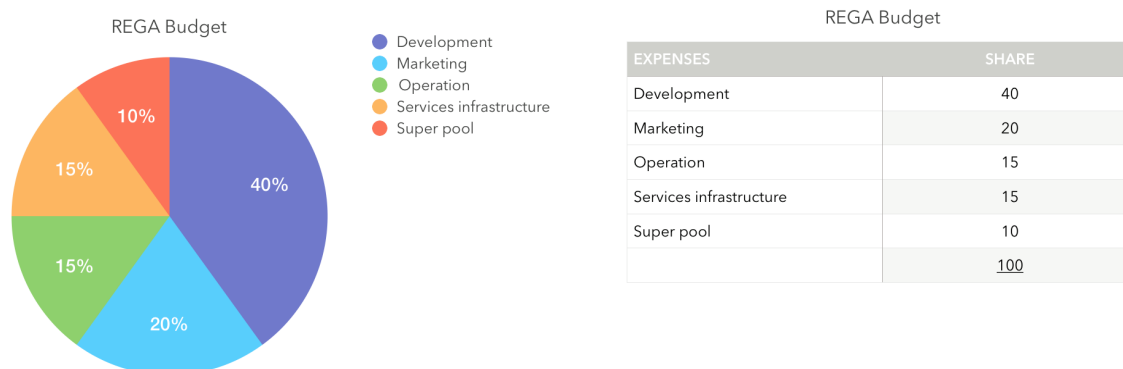 REGA Budget
Development
Marketing
Operation
Services infrastructure
Super pool
10%
40%
15%
15%
20%
REGA Budget
EXPENSES SHARE
Development 40
Marketing 20
Operation 15
Services infrastructure 15
Super pool 10
100